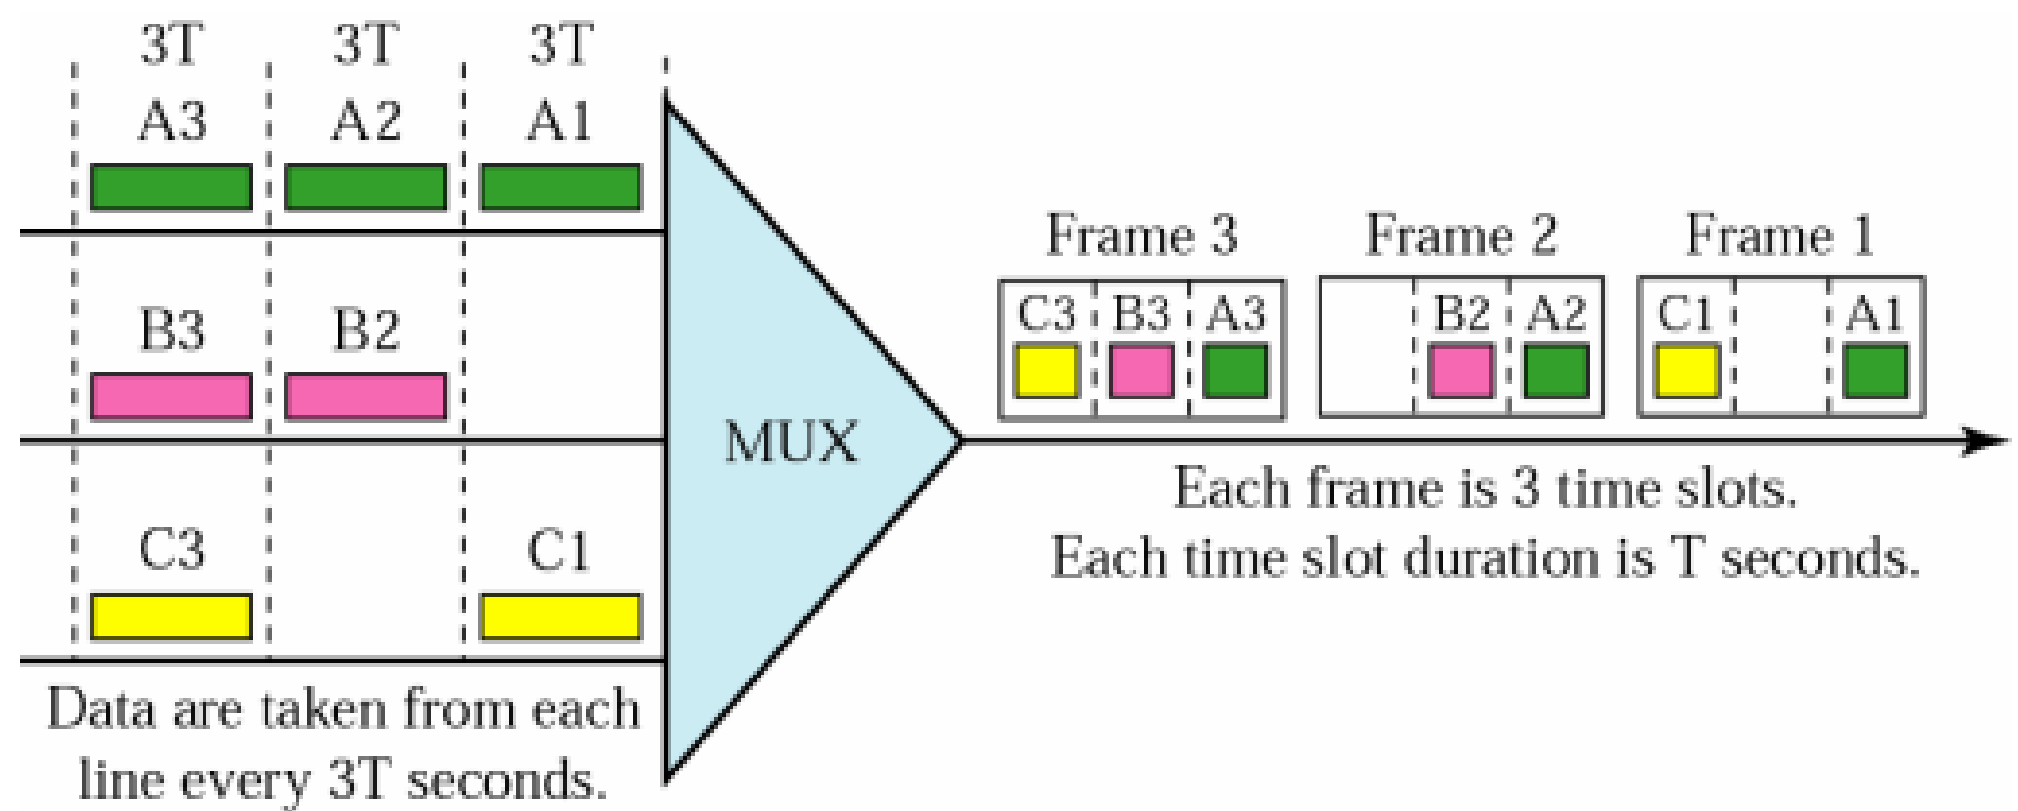 3T 3T 3T
A3 A2 A1
B3 B2
C3 C1
Data are taken from each
line every 3T seconds.
MUX
Frame 3 Frame 2 Frame 1
C3 B3 A3 B2 A2 C1 A1
Each frame is 3 time slots.
Each time slot duration is T seconds.